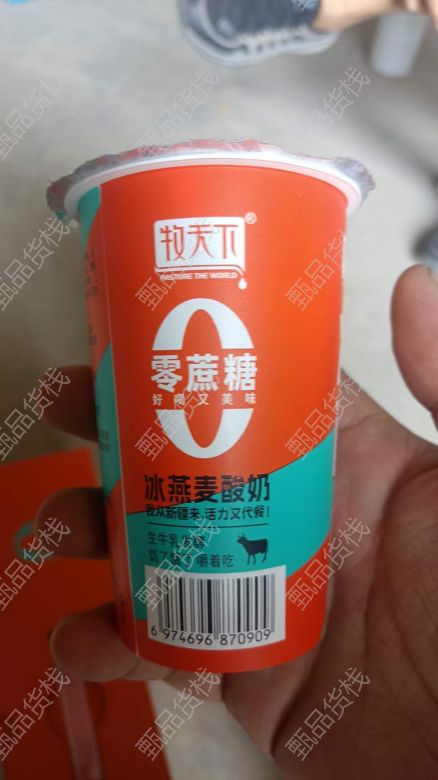 牧天下®
PASTURE THE WORLD
0
零蔗糖
好喝又美味
冰燕麦酸奶
我从新疆来,活力又代餐!
生牛乳发酵
嚼着吃
6 974696 870909
甄品货栈